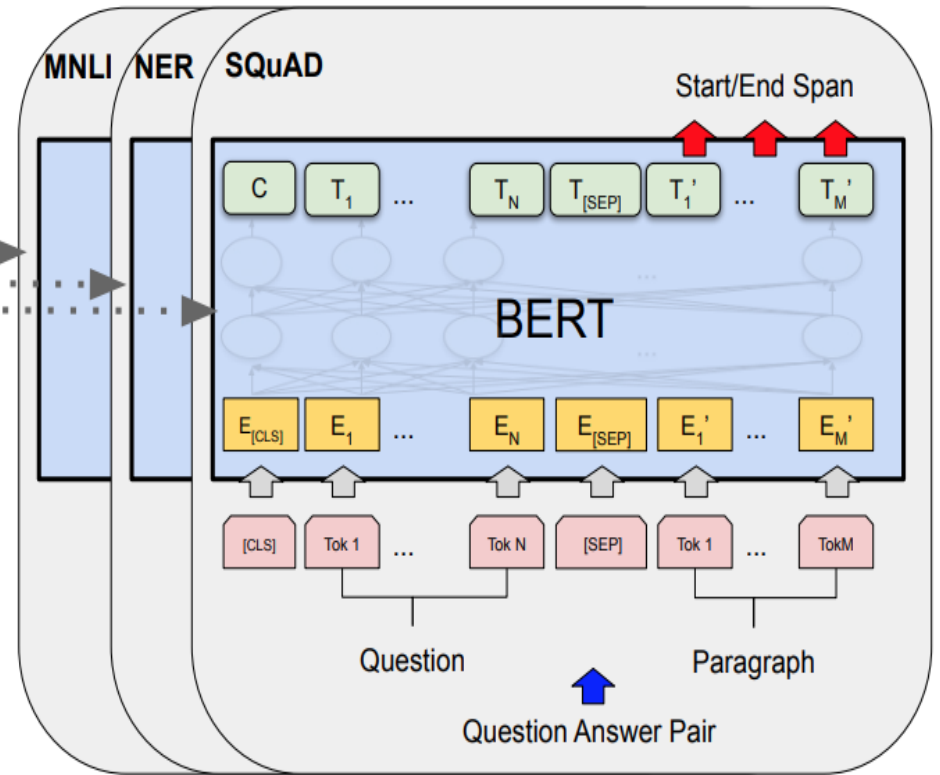 MNLI NER SQuAD
Start/End Span
C T1 ... TN T[SEP] T1’ ... TM’
...
BERT
...
E[CLS] E1 ... EN E[SEP] E1’ ... EM’
[CLS] Tok 1 ... Tok N [SEP] Tok 1 ... TokM
Question Paragraph
Question Answer Pair